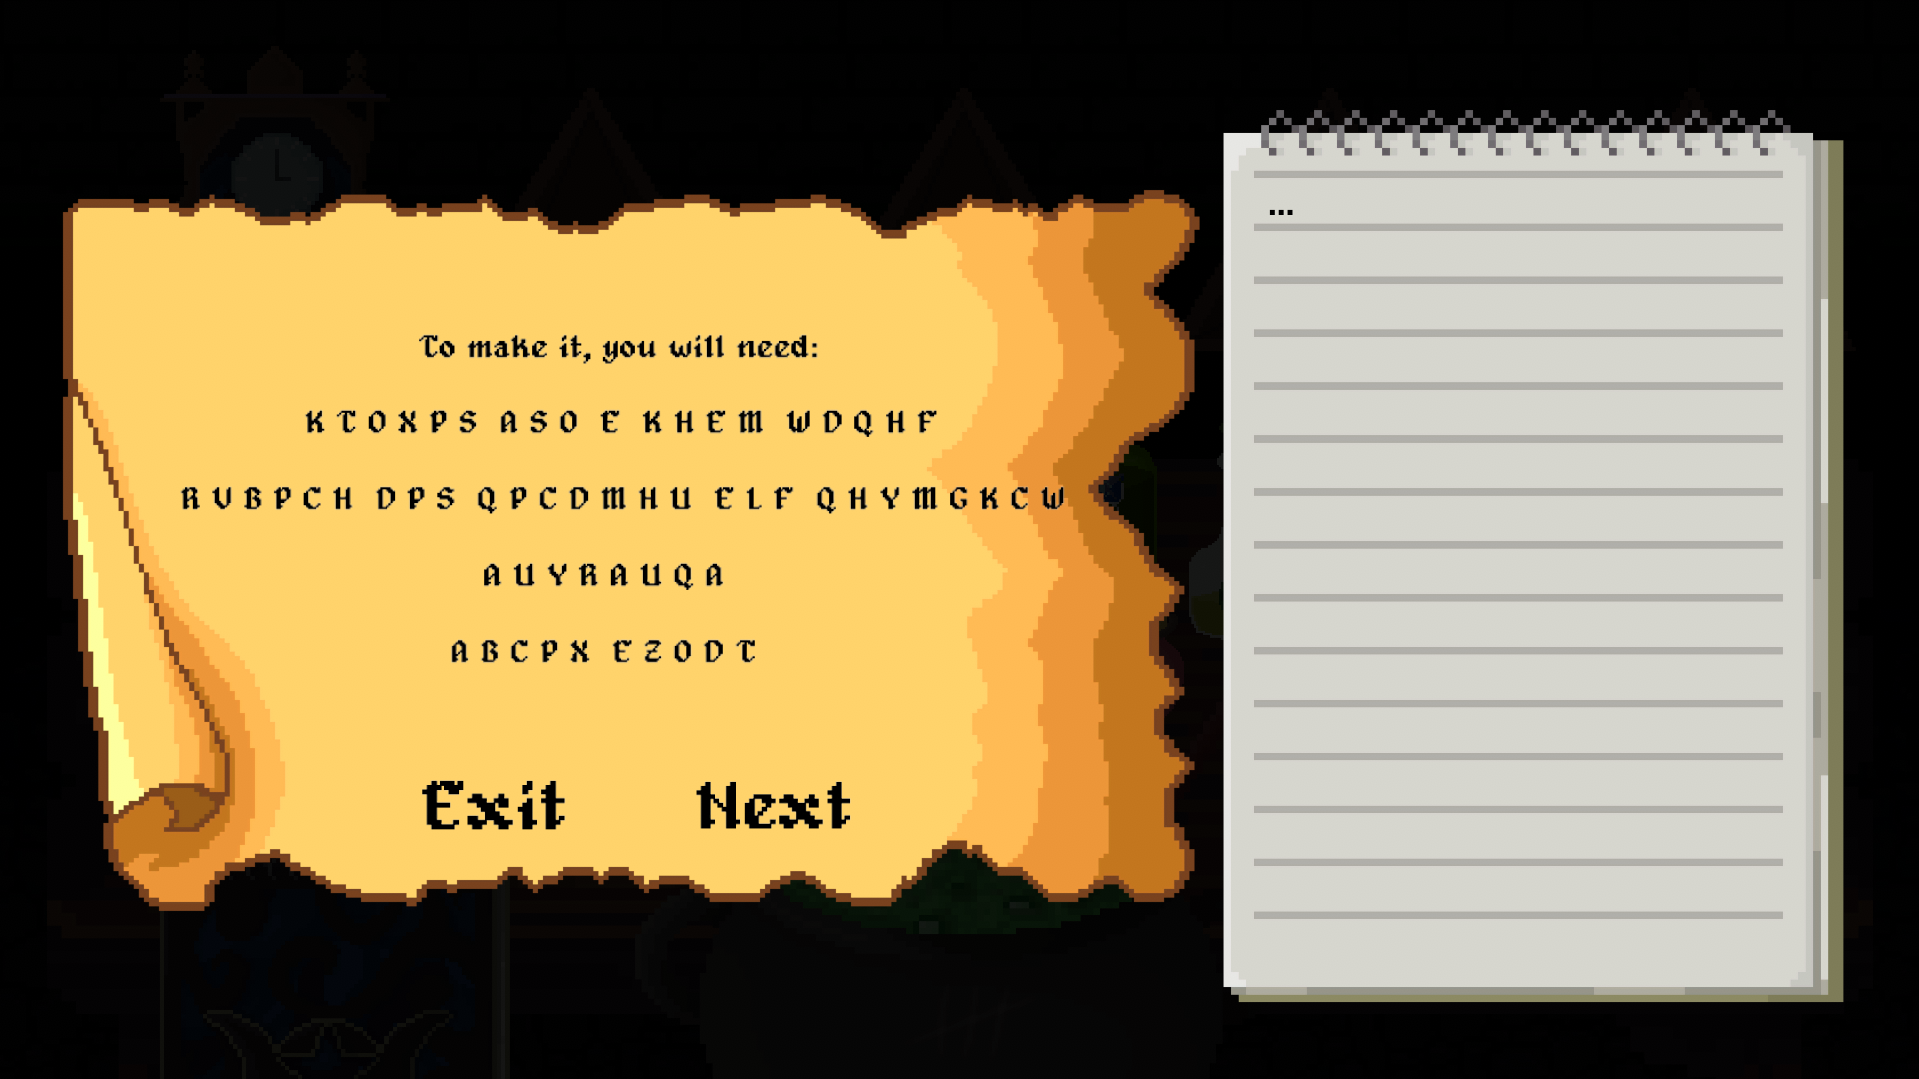 To make it, you will need:
K T O X P S  A S O  E  K H E M  W D Q H F
R V B P C H  D P S  Q P C D M H U  E L F  Q H Y M G K C W
A U Y R A U Q A
A B C P X  E Z O D T
Exit Next
...